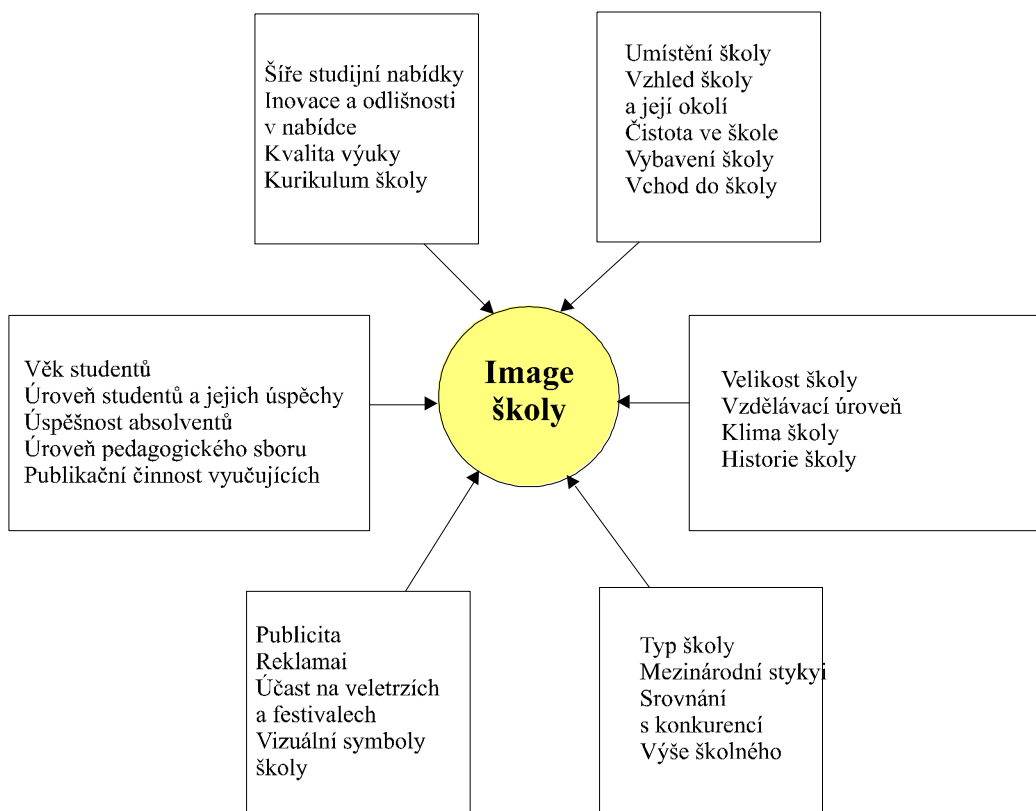 Šíře studijní nabídky
Inovace a odlišnosti
v nabídce
Kvalita výuky
Kurikulum školy
Umístění školy
Vzhled školy
a její okolí
Čistota ve škole
Vybavení školy
Vchod do školy
Věk studentů
Úroveň studentů a jejich úspěchy
Úspěšnost absolventů
Úroveň pedagogického sboru
Publikační činnost vyučujících
Image
školy
Velikost školy
Vzdělávací úroveň
Klima školy
Historie školy
Publicita
Reklamai
Účast na veletrzích
a festivalech
Vizuální symboly
školy
Typ školy
Mezinárodní stykyi
Srovnání
s konkurencí
Výše školného